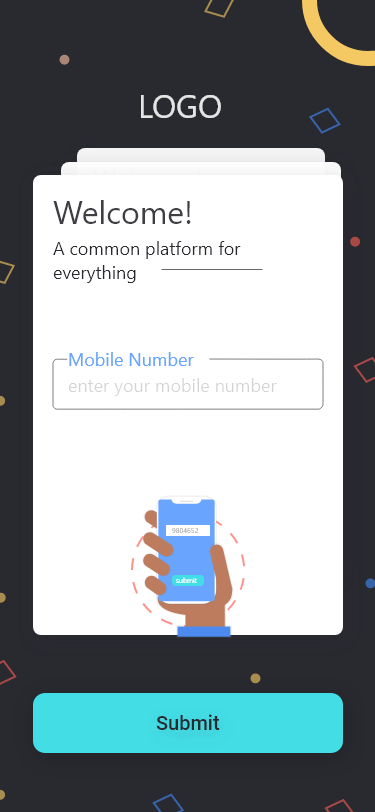 LOGO
Welcome!
A common platform for
everything
Mobile Number
enter your mobile number
9804652
submit
Submit